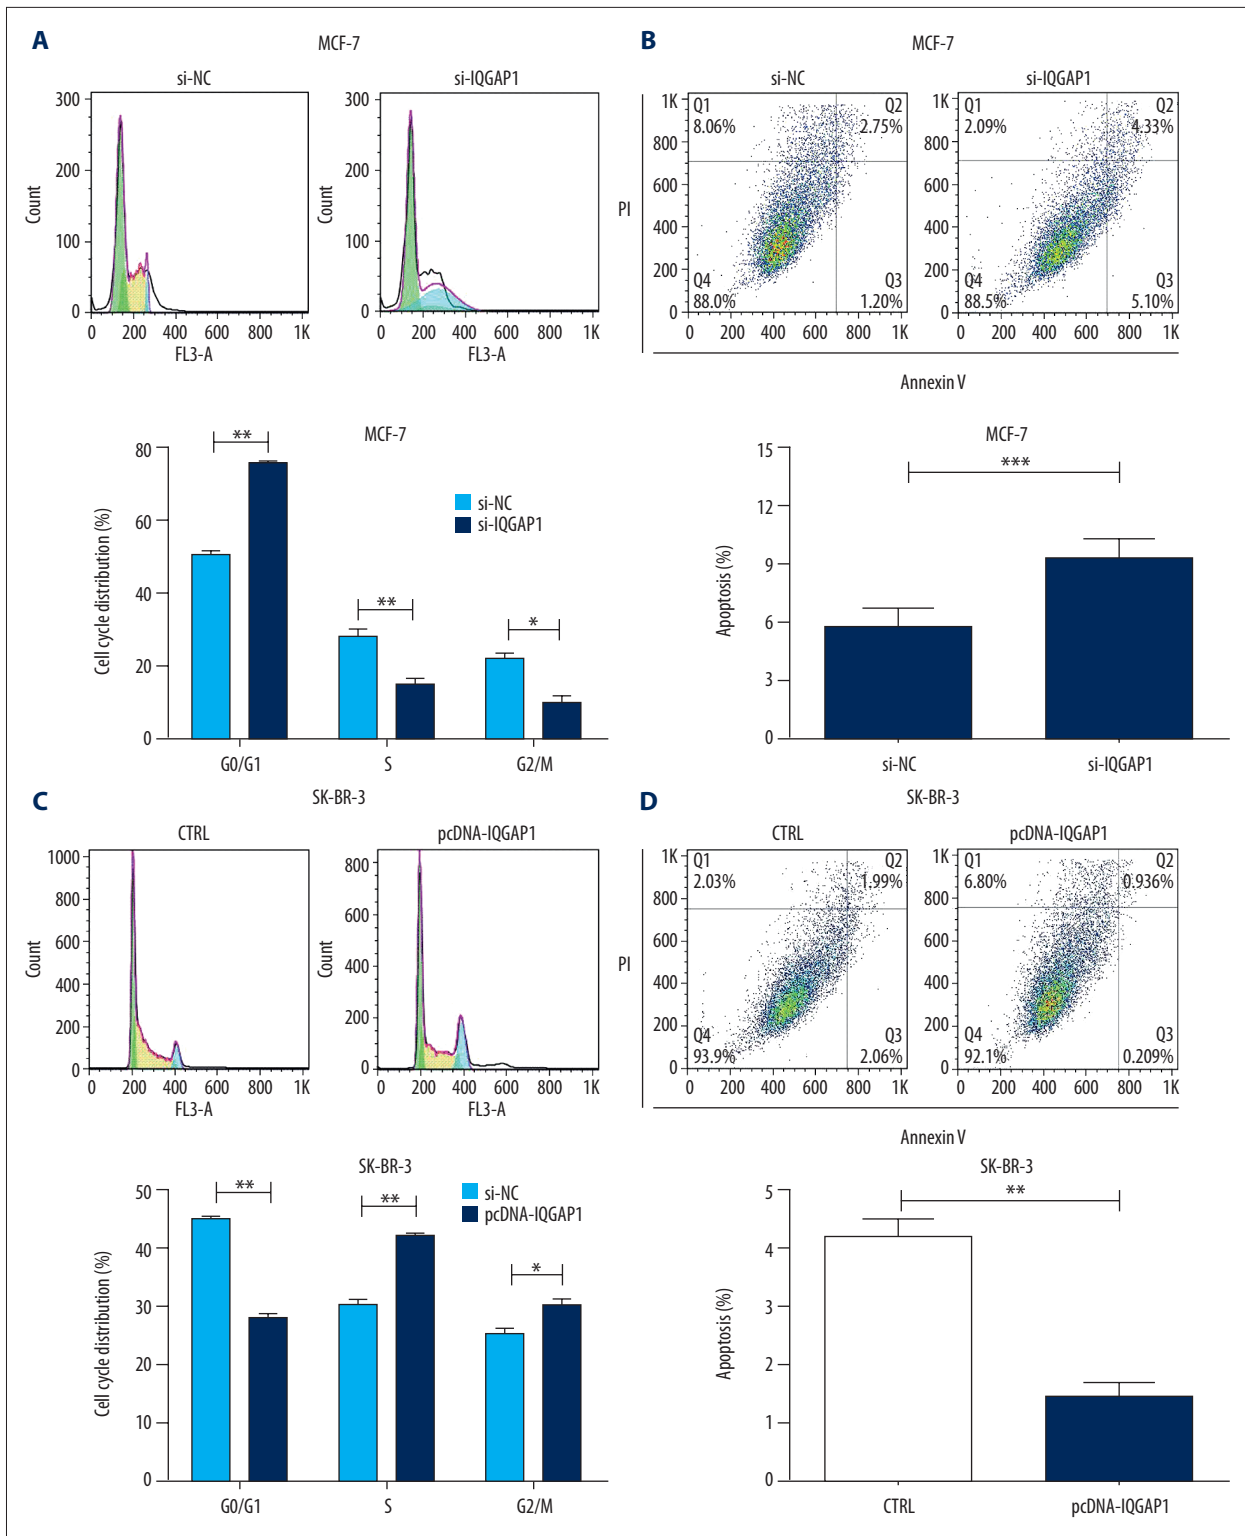 A
MCF-7
si-NC
si-IQGAP1
300
200
100
0
Count
0 200 400 600 800 1K
FL3-A
300
200
100
0
Count
0 200 400 600 800 1K
FL3-A
MCF-7
**
**
*
80
60
40
20
0
Cell cycle distribution (%)
si-NC
si-IQGAP1
G0/G1 S G2/M
B
MCF-7
si-NC
si-IQGAP1
PI
1K
800
600
400
200
0
Q1
8.06%
Q2
2.75%
Q4
88.0%
Q3
1.20%
0 200 400 600 800 1K
1K
800
600
400
200
0
Q1
2.09%
Q2
4.33%
Q4
88.5%
Q3
5.10%
0 200 400 600 800 1K
Annexin V
MCF-7
***
15
12
9
6
3
0
Apoptosis (%)
si-NC si-IQGAP1
C
SK-BR-3
CTRL
pcDNA-IQGAP1
1000
800
600
400
200
0
Count
0 200 400 600 800 1K
FL3-A
800
600
400
200
0
Count
0 200 400 600 800 1K
FL3-A
SK-BR-3
**
**
*
50
40
30
20
10
0
Cell cycle distribution (%)
si-NC
pcDNA-IQGAP1
G0/G1 S G2/M
D
SK-BR-3
CTRL
pcDNA-IQGAP1
PI
1K
800
600
400
200
0
Q1
2.03%
Q2
1.99%
Q4
93.9%
Q3
2.06%
0 200 400 600 800 1K
1K
800
600
400
200
0
Q1
6.80%
Q2
0.936%
Q4
92.1%
Q3
0.209%
0 200 400 600 800 1K
Annexin V
SK-BR-3
**
5
4
3
2
1
0
Apoptosis (%)
CTRL pcDNA-IQGAP1